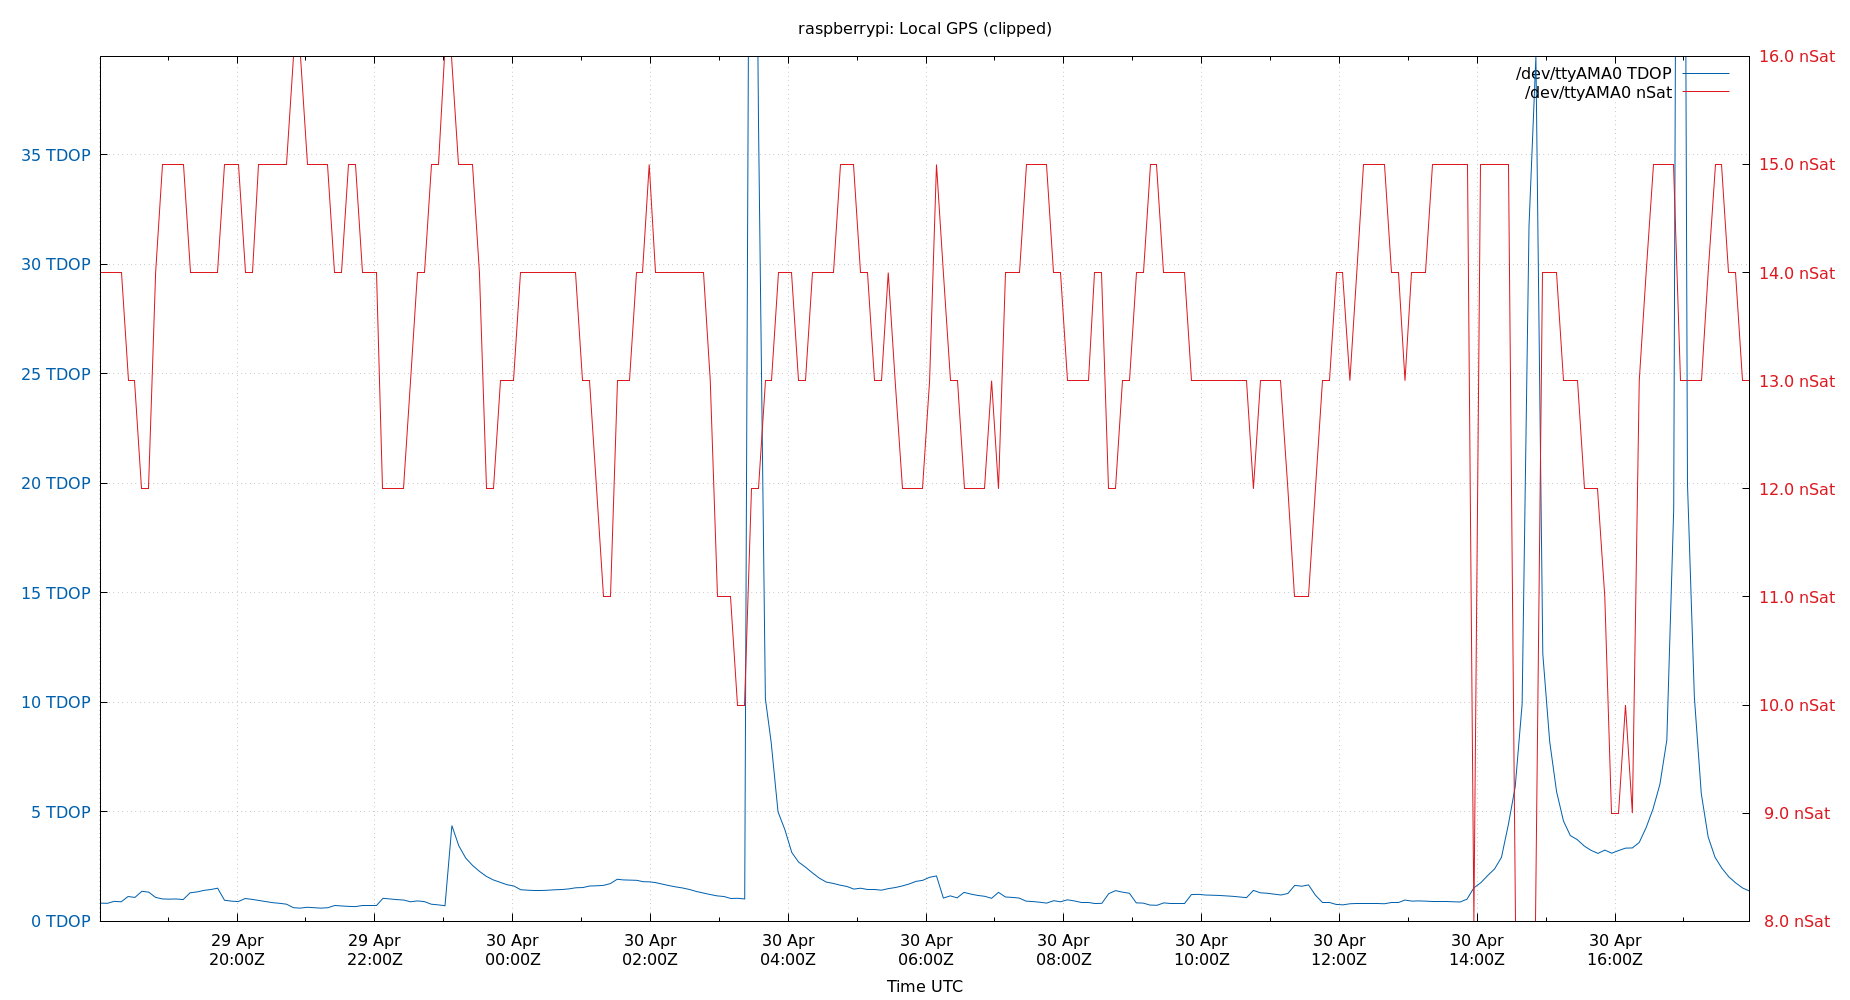 raspberrypi: Local GPS (clipped)
16.0 nSat
/dev/ttyAMA0 TDOP
/dev/ttyAMA0 nSat
35 TDOP
15.0 nSat
30 TDOP
14.0 nSat
25 TDOP
13.0 nSat
20 TDOP
12.0 nSat
15 TDOP
11.0 nSat
10 TDOP
10.0 nSat
5 TDOP
9.0 nSat
0 TDOP
8.0 nSat
29 Apr
20:00Z
29 Apr
22:00Z
30 Apr
00:00Z
30 Apr
02:00Z
30 Apr
04:00Z
30 Apr
06:00Z
30 Apr
08:00Z
30 Apr
10:00Z
30 Apr
12:00Z
30 Apr
14:00Z
30 Apr
16:00Z
Time UTC